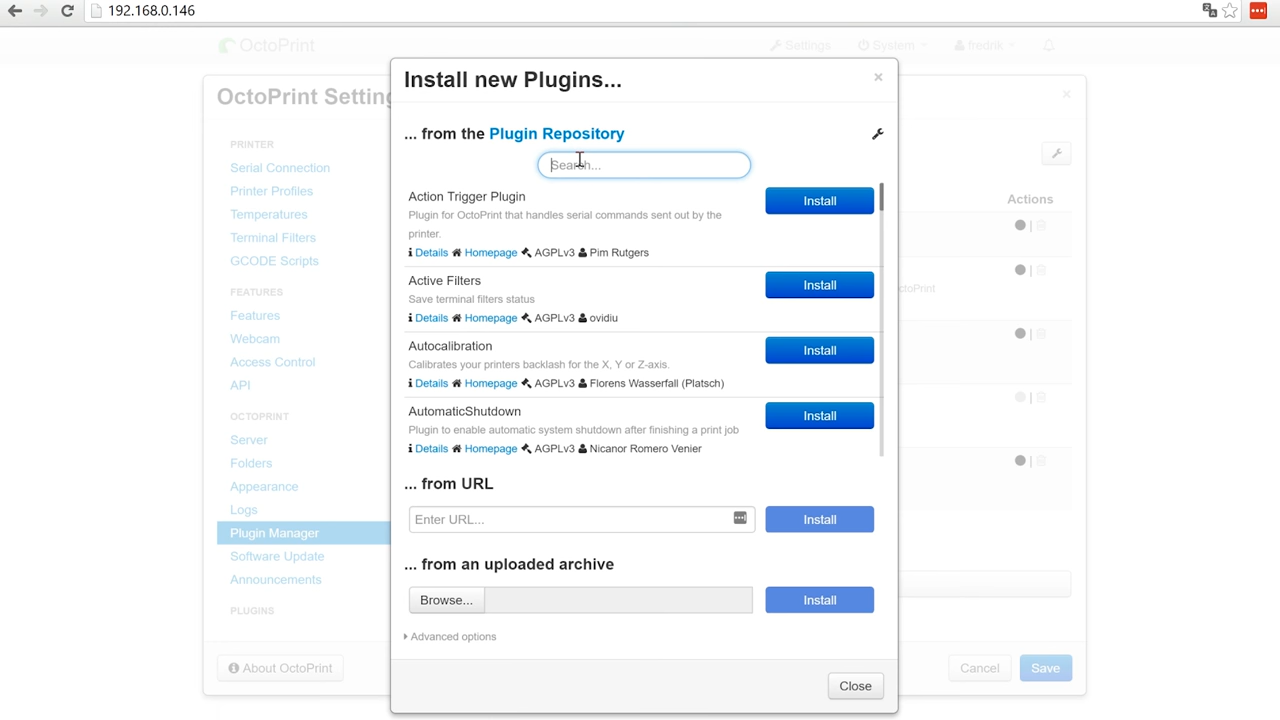 192.168.0.146
OctoPrint
Settings
System
fredrik
OctoPrint Setting
Install new Plugins...
×
×
PRINTER
Serial Connection
Printer Profiles
Temperatures
Terminal Filters
GCODE Scripts
FEATURES
Features
Webcam
Access Control
API
OCTOPRINT
Server
Folders
Appearance
Logs
Plugin Manager
Software Update
Announcements
PLUGINS
About OctoPrint
... from the Plugin Repository
Search...
Action Trigger Plugin
Plugin for OctoPrint that handles serial commands sent out by the
printer.
Details Homepage AGPLv3 Pim Rutgers
Install
Active Filters
Save terminal filters status
Details Homepage AGPLv3 ovidiu
Install
Autocalibration
Calibrates your printers backlash for the X, Y or Z-axis.
Details Homepage AGPLv3 Florens Wasserfall (Platsch)
Install
AutomaticShutdown
Plugin to enable automatic system shutdown after finishing a print job
Details Homepage AGPLv3 Nicanor Romero Venier
Install
... from URL
Enter URL...
Install
... from an uploaded archive
Browse...
Install
Advanced options
Close
Actions
|
|
ctoPrint
|
|
|
Cancel
Save